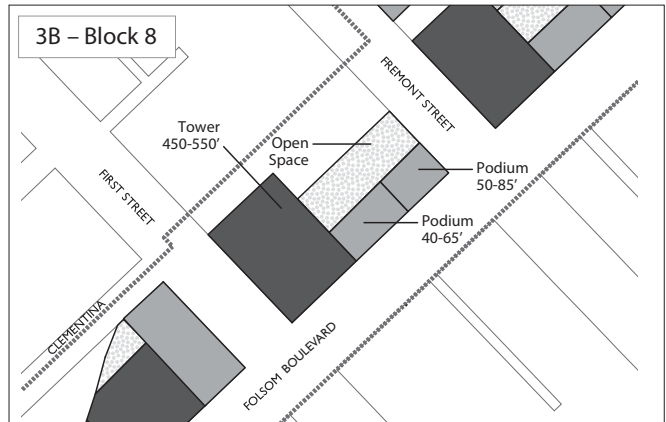 3B – Block 8
FREMONT STREET
Tower
450-550’
Open
Space
Podium
50-85’
FIRST STREET
Podium
40-65’
CLEMENTINA
FOLSOM BOULEVARD